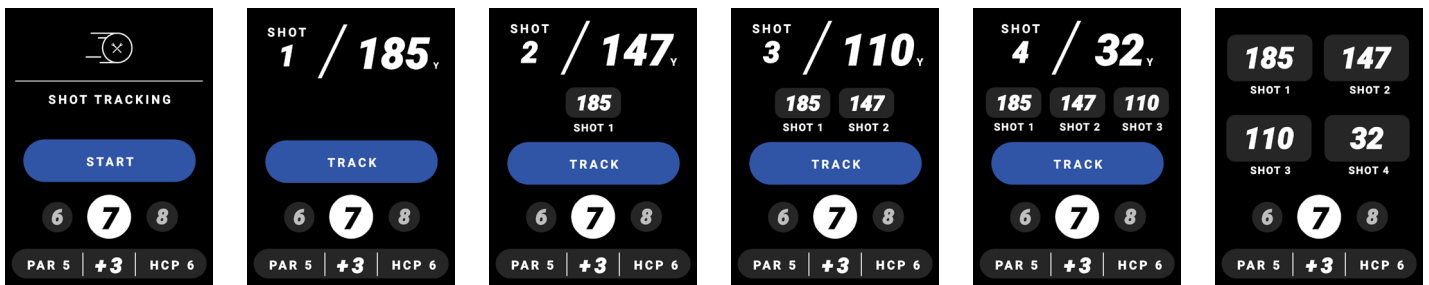 SHOT TRACKING
START
6 7 8
PAR 5 +3 HCP 6
SHOT
1 / 185 Y
TRACK
6 7 8
PAR 5 +3 HCP 6
SHOT
2 / 147 Y
185
SHOT 1
TRACK
6 7 8
PAR 5 +3 HCP 6
SHOT
3 / 110 Y
185 147
SHOT 1 SHOT 2
TRACK
6 7 8
PAR 5 +3 HCP 6
SHOT
4 / 32 Y
185 147 110
SHOT 1 SHOT 2 SHOT 3
TRACK
6 7 8
PAR 5 +3 HCP 6
185 147
SHOT 1 SHOT 2
110 32
SHOT 3 SHOT 4
6 7 8
PAR 5 +3 HCP 6